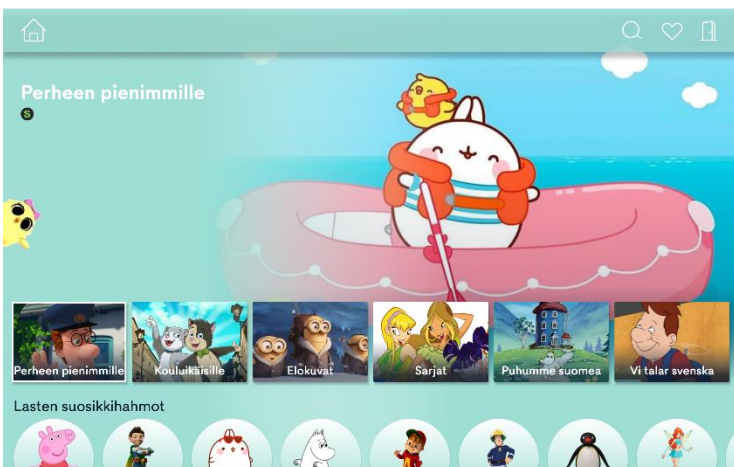 Perheen pienimmille
S
Perheen pienimmille
Kouluikäisille
Elokuvat
Sarjat
Puhumme suomea
Vi talar svenska
Lasten suosikkihahmot